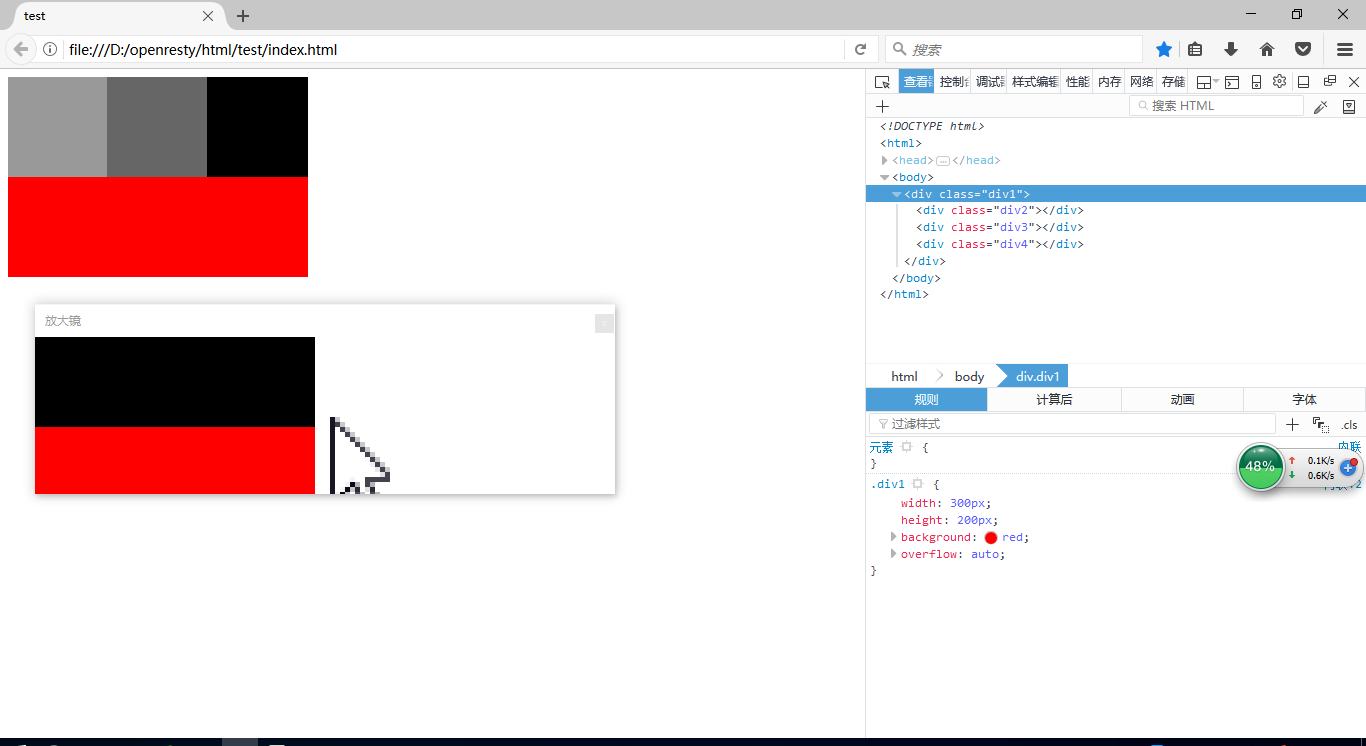 test
file:///D:/openresty/html/test/index.html
搜索
查看
控制台
调试
样式编辑
性能
内存
网络
存储
搜索 HTML
<!DOCTYPE html>
<html>
<head> … </head>
<body>
<div class="div1">
<div class="div2"></div>
<div class="div3"></div>
<div class="div4"></div>
</div>
</body>
</html>
放大镜
html
body
div.div1
规则
计算后
动画
字体
过滤样式
.cls
元素 {
内联
}
48%
0.1K/s
0.6K/s
.div1 {
width: 300px;
height: 200px;
background: red;
overflow: auto;
}